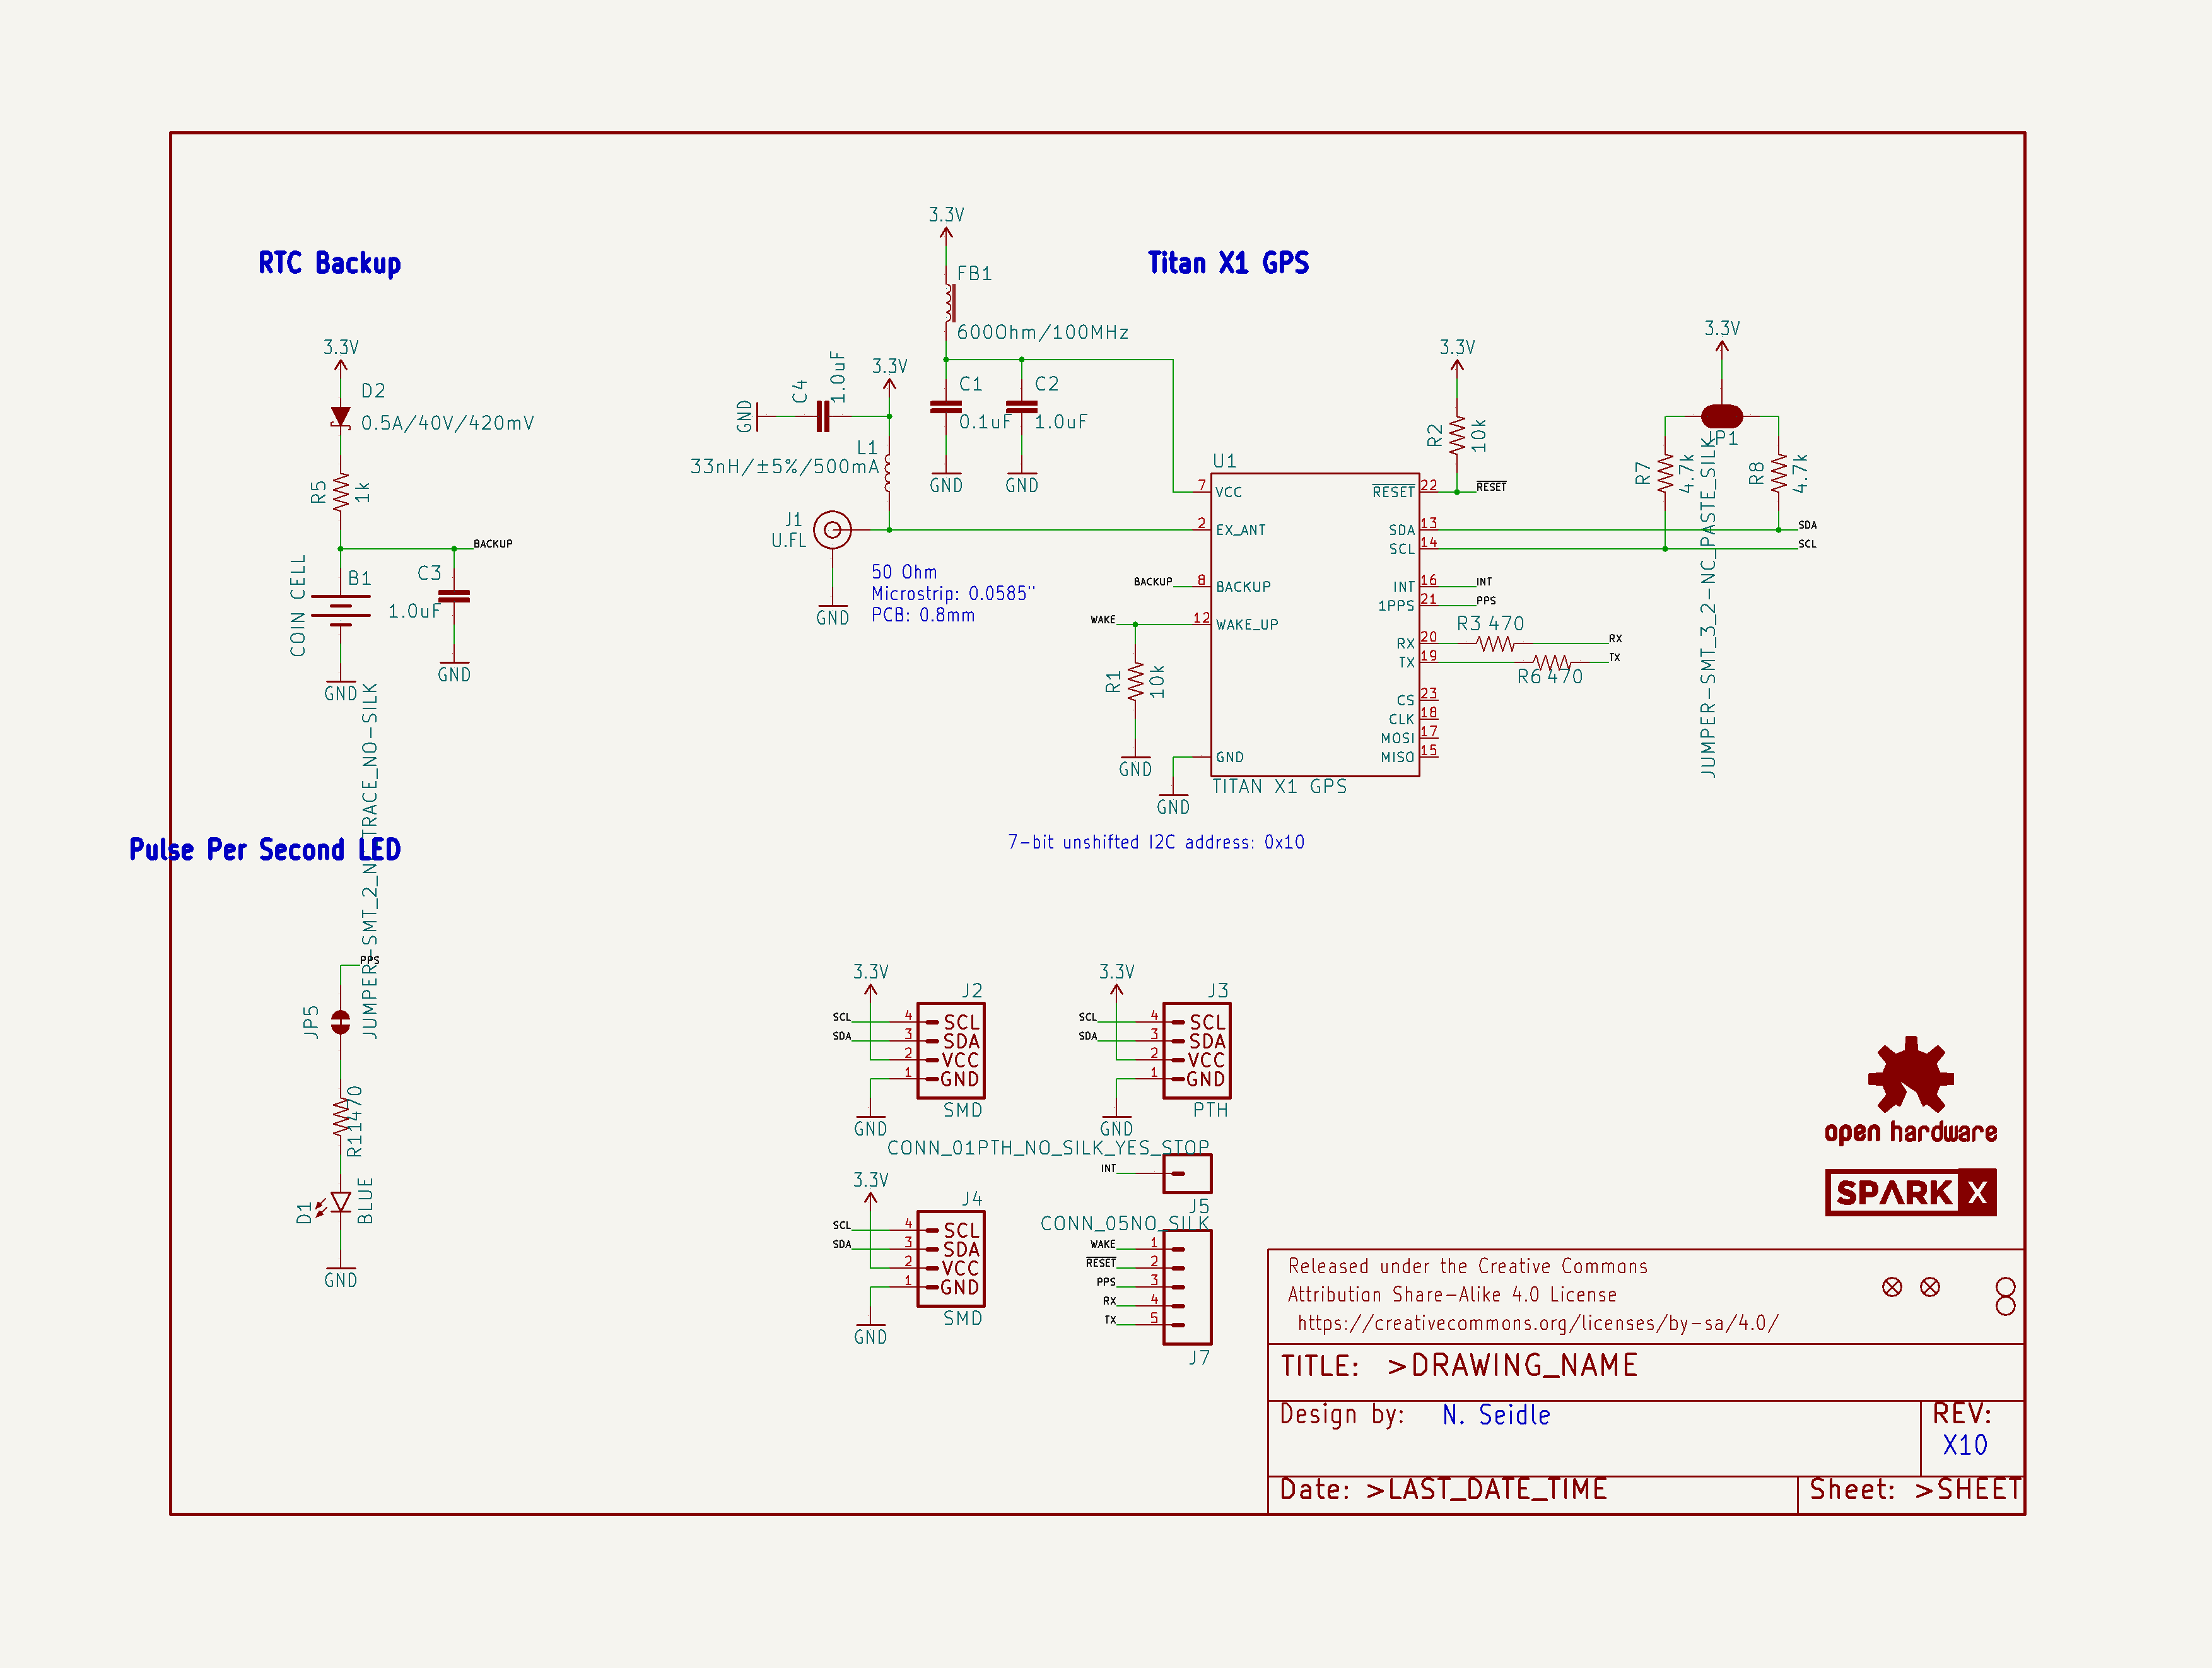 RTC Backup
3.3V
D2
0.5A/40V/420mV
R5
1k
BACKUP
COIN CELL
B1
C3
1.0uF
GND
GND
Pulse Per Second LED
PPS
JP5
R11
470
D1
BLUE
GND
Titan X1 GPS
3.3V
FB1
600Ohm/100MHz
3.3V
C4
1.0uF
GND
C1
0.1uF
C2
1.0uF
GND
GND
L1
33nH/±5%/500mA
J1
U.FL
GND
50 Ohm
Microstrip: 0.0585"
PCB: 0.8mm
BACKUP
WAKE
R1
10k
GND
GND
U1
7 VCC
2 EX_ANT
8 BACKUP
12 WAKE_UP
GND
RESET 22
SDA 13
SCL 14
INT 16
1PPS 21
RX 20
TX 19
CS 23
CLK 18
MOSI 17
MISO 15
TITAN X1 GPS
3.3V
R2
10k
RESET
INT
PPS
R3 470
RX
TX
R6 470
3.3V
JP1
JUMPER-SMT_3_2-NC_PASTE_SILK
R7
4.7k
R8
4.7k
SDA
SCL
7-bit unshifted I2C address: 0x10
3.3V
J2
SCL 4 SCL
SDA 3 SDA
2 VCC
1 GND
SMD
GND
3.3V
J3
SCL 4 SCL
SDA 3 SDA
2 VCC
1 GND
PTH
GND
CONN_01PTH_NO_SILK_YES_STOP
INT
J5
3.3V
J4
SCL 4 SCL
SDA 3 SDA
2 VCC
1 GND
SMD
GND
CONN_05NO_SILK
WAKE 1
RESET 2
PPS 3
RX 4
TX 5
J7
open hardware
SPARK X
Released under the Creative Commons
Attribution Share-Alike 4.0 License
https://creativecommons.org/licenses/by-sa/4.0/
TITLE: >DRAWING_NAME
Design by: N. Seidle
REV:
X10
Date: >LAST_DATE_TIME
Sheet: >SHEET